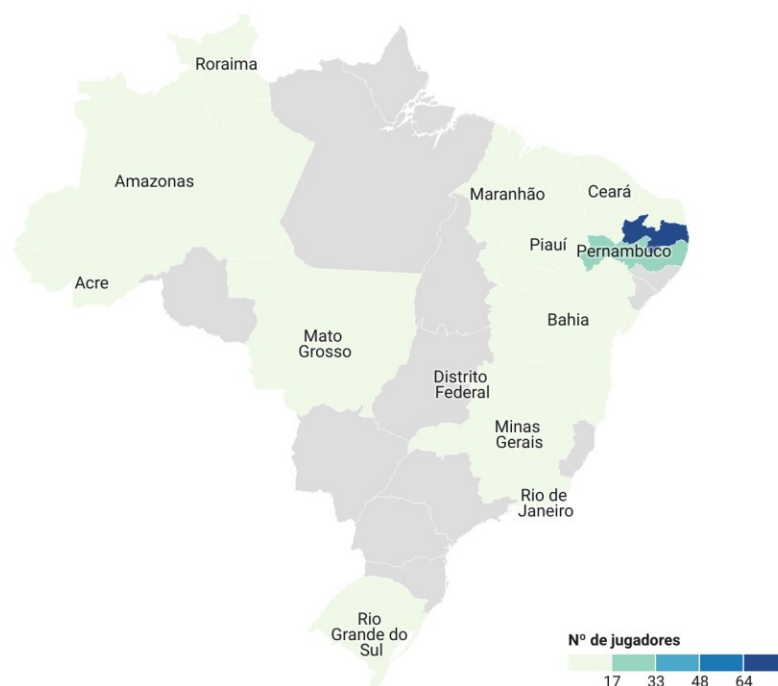 Roraima
Amazonas
Maranhão
Ceará
Piauí
Pernambuco
Acre
Bahia
Mato
Grosso
Distrito
Federal
Minas
Gerais
Rio de
Janeiro
Rio
Grande do
Sul
Nº de jugadores
17 33 48 64